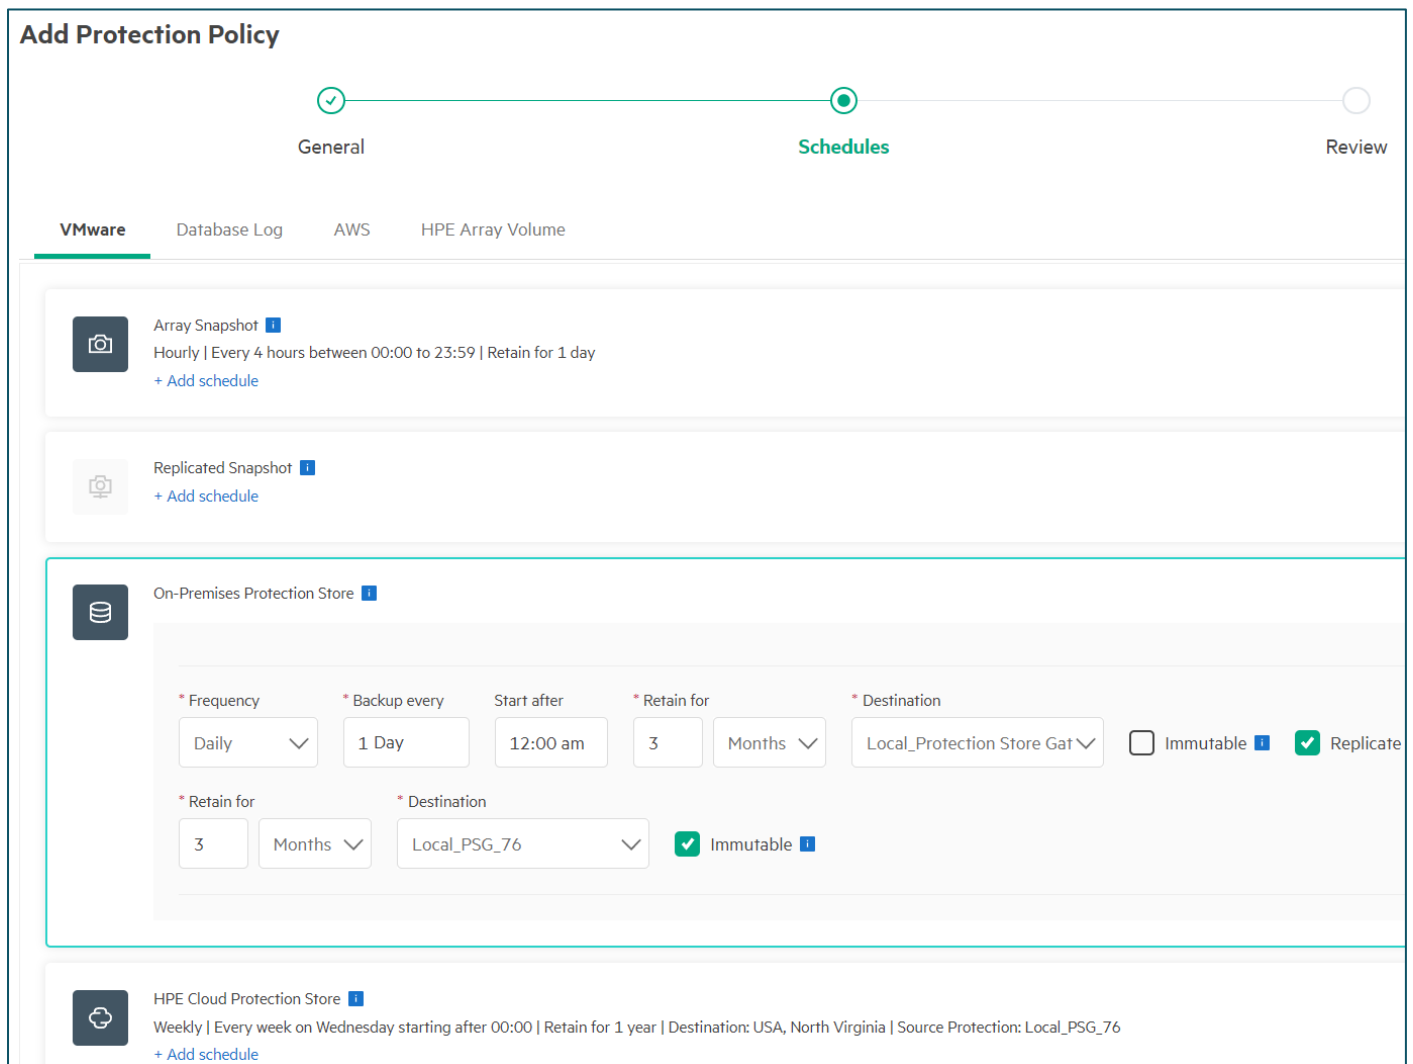 Add Protection Policy
General
Schedules
Review
VMware Database Log AWS HPE Array Volume
Array Snapshot i
Hourly | Every 4 hours between 00:00 to 23:59 | Retain for 1 day
+ Add schedule
Replicated Snapshot i
+ Add schedule
On-Premises Protection Store i
* Frequency * Backup every Start after * Retain for * Destination
Daily 1 Day 12:00 am 3 Months Local_Protection Store Gat Immutable i Replicate
* Retain for * Destination
3 Months Local_PSG_76 Immutable i
HPE Cloud Protection Store i
Weekly | Every week on Wednesday starting after 00:00 | Retain for 1 year | Destination: USA, North Virginia | Source Protection: Local_PSG_76
+ Add schedule